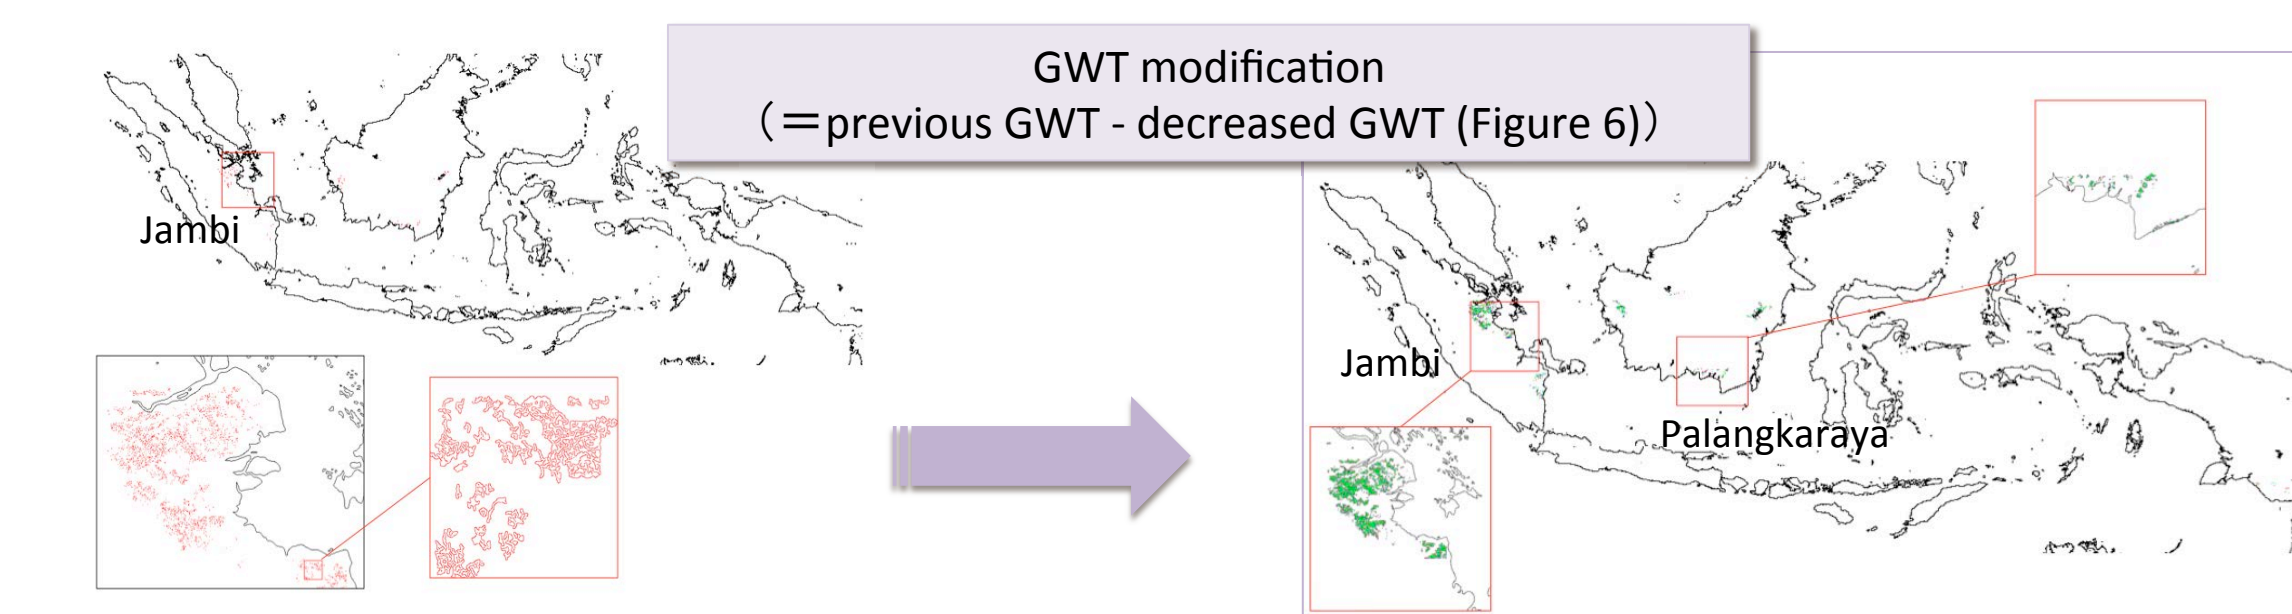 GWT modification
（＝previous GWT - decreased GWT (Figure 6)）
Jambi
Jambi
Palangkaraya